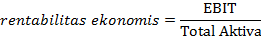 rentabilitas ekonomis = EBIT / Total Aktiva